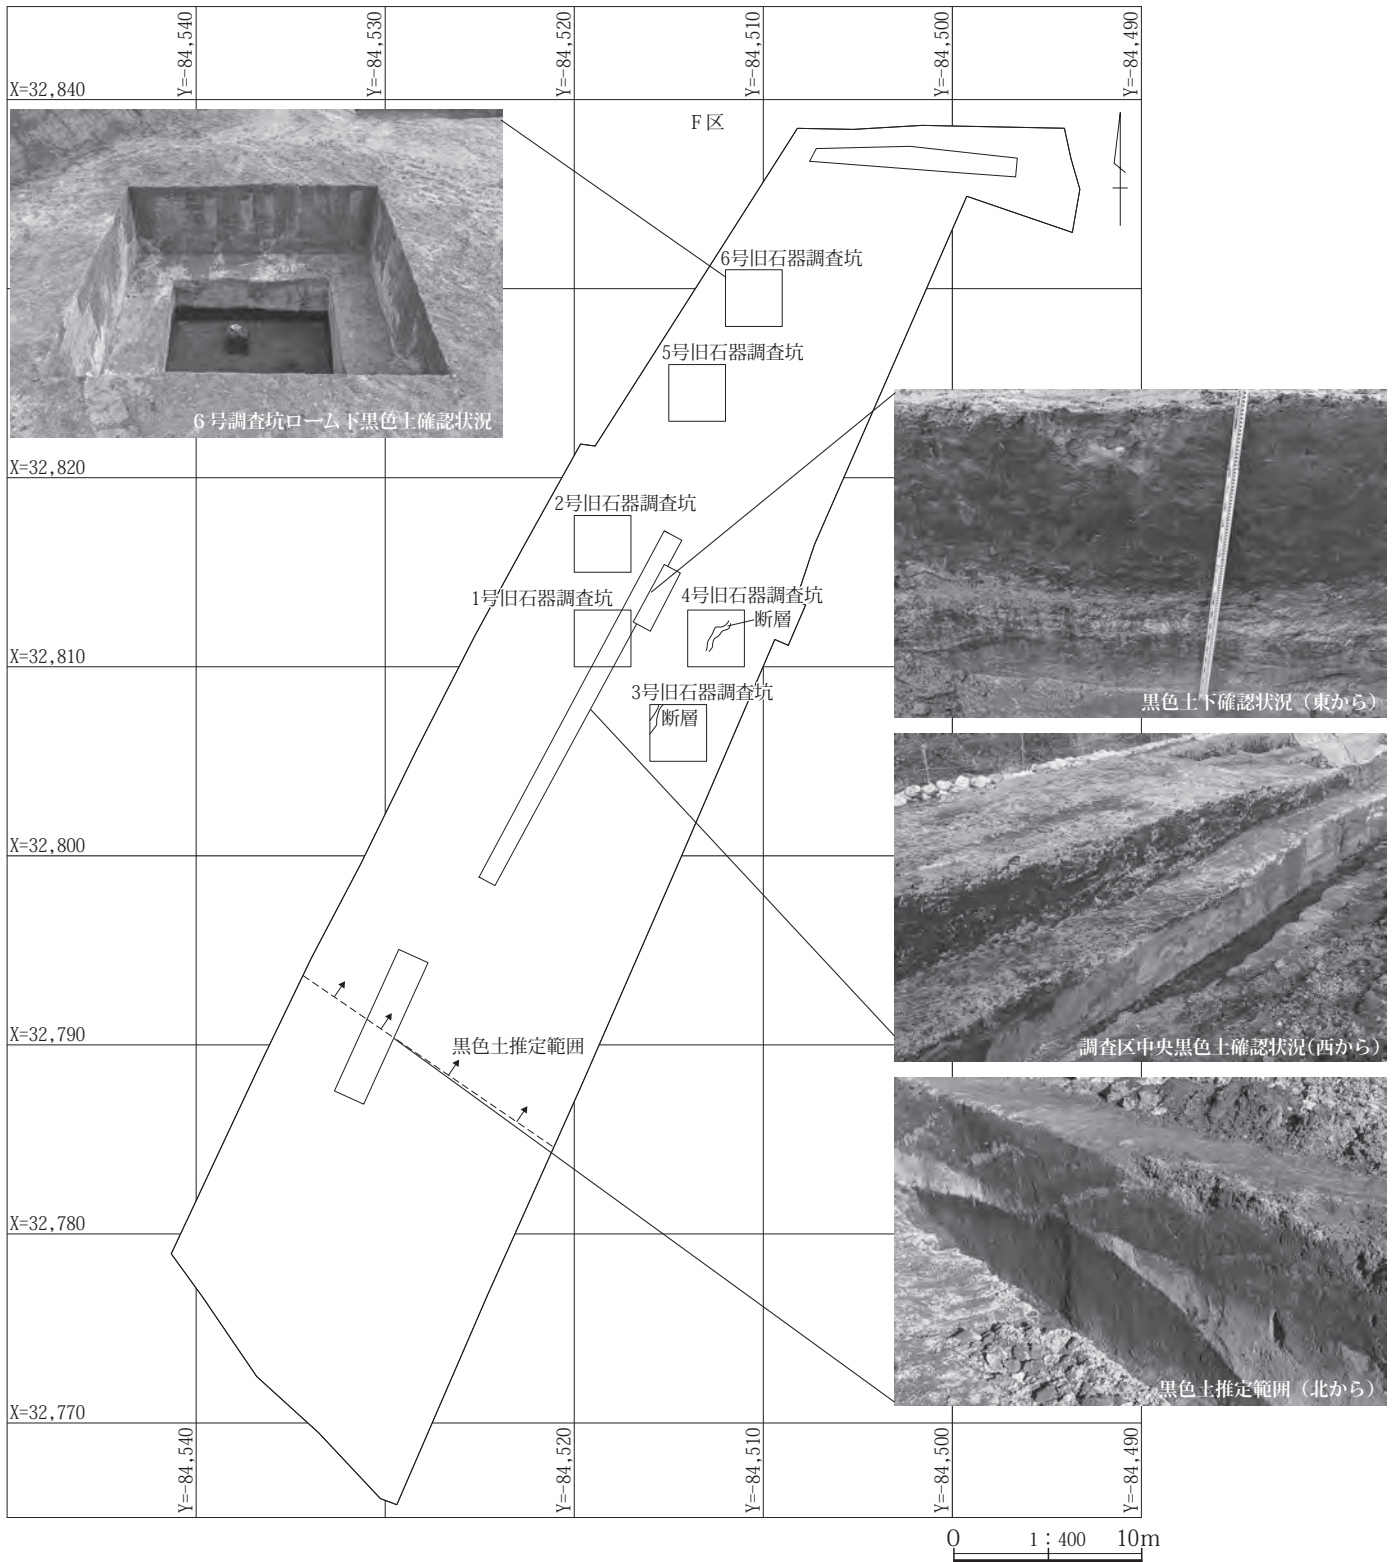 Y=-84,540
Y=-84,530
Y=-84,520
Y=-84,510
Y=-84,500
Y=-84,490
X=32,840
F区
6号旧石器調査坑
5号旧石器調査坑
6号調査坑ローム下黒色土確認状況
X=32,820
2号旧石器調査坑
1号旧石器調査坑
4号旧石器調査坑
断層
X=32,810
3号旧石器調査坑
断層
黒色土下確認状況（東から）
X=32,800
X=32,790
黒色土推定範囲
調査区中央黒色土確認状況（西から）
X=32,780
黒色土推定範囲（北から）
X=32,770
Y=-84,540
Y=-84,520
Y=-84,510
Y=-84,500
Y=-84,490
0 1：400 10m